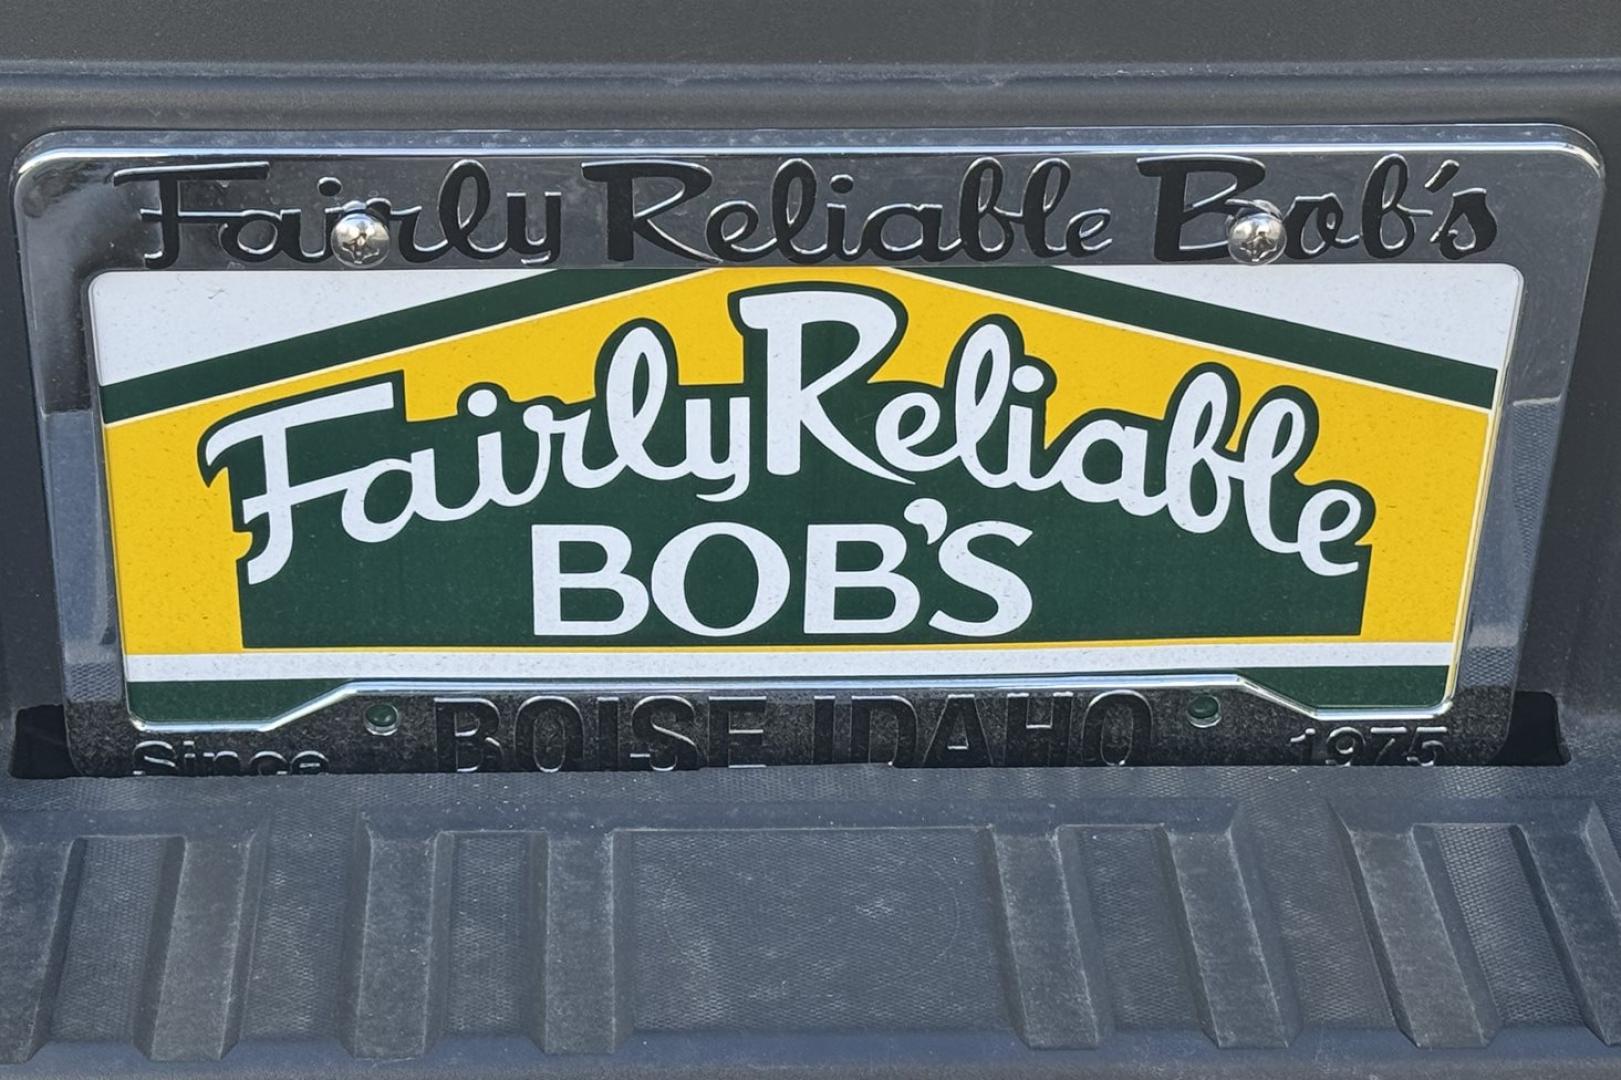 Fairly Reliable Bob's
Fairly Reliable
BOB'S
Since BOISE IDAHO 1975